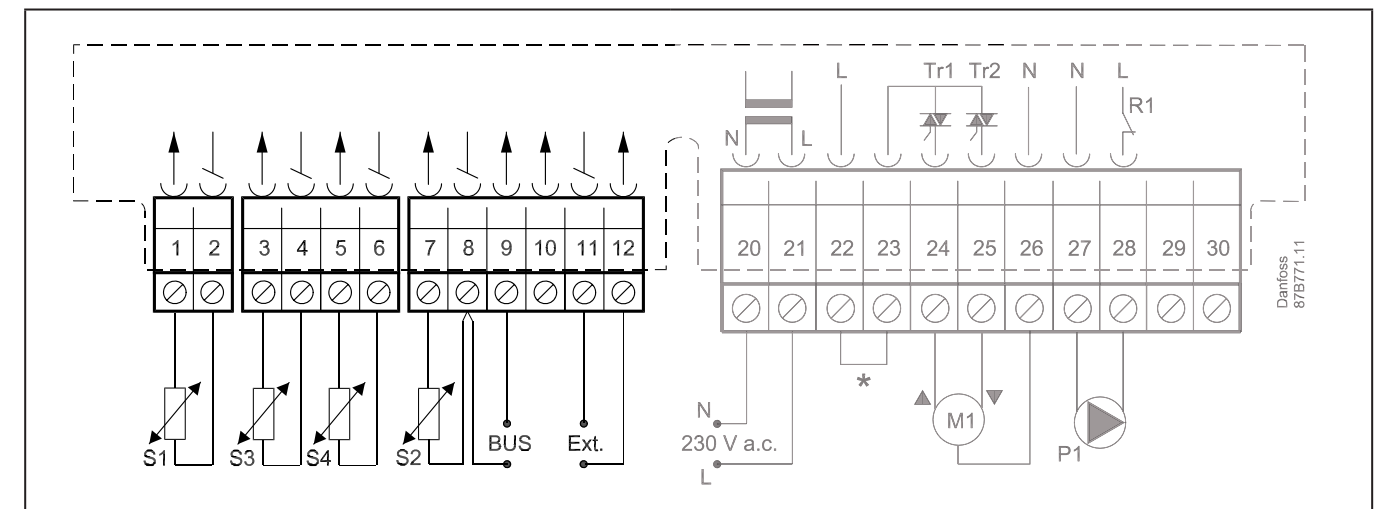 L Tr1 Tr2 N N L
R1
N L
1 2 3 4 5 6 7 8 9 10 11 12 20 21 22 23 24 25 26 27 28 29 30
Danfoss
87B771.11
*
N
BUS Ext. 230 V a.c. M1
S1 S3 S4 S2 P1
L